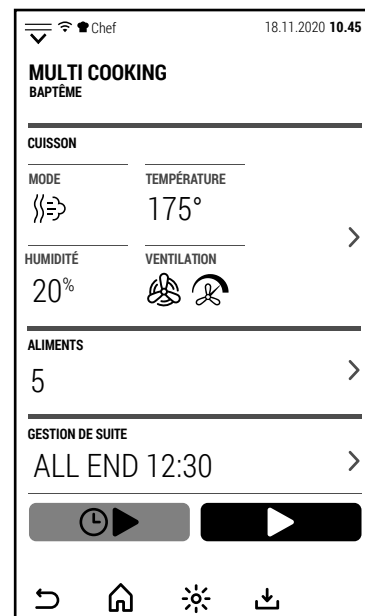 Chef 18.11.2020 10.45
MULTI COOKING
BAPTÊME
CUISSON
MODE TEMPÉRATURE
175°
HUMIDITÉ VENTILATION
20%
ALIMENTS
5
GESTION DE SUITE
ALL END 12:30